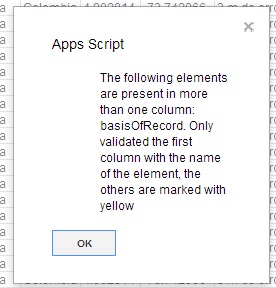 Apps Script
The following elements
are present in more
than one column:
basisOfRecord. Only
validated the first
column with the name
of the element, the
others are marked with
yellow
OK